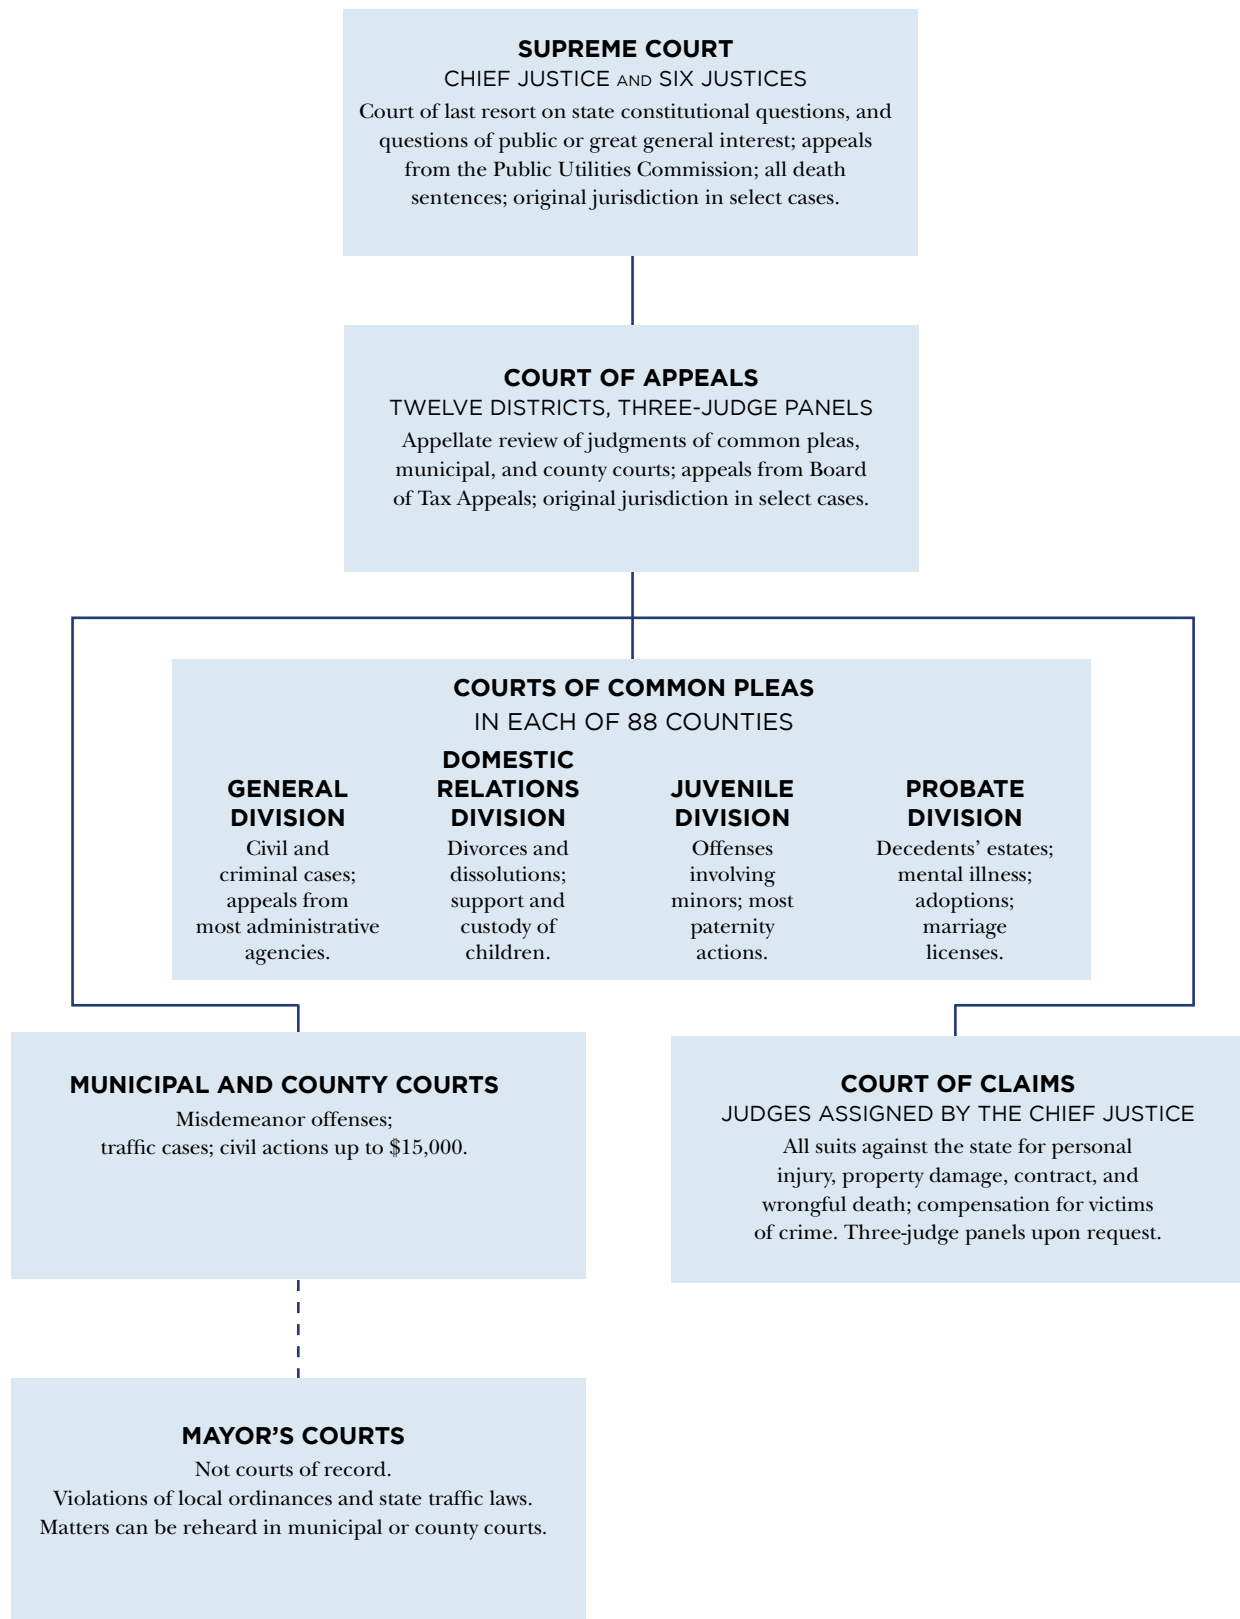 SUPREME COURT
CHIEF JUSTICE AND SIX JUSTICES
Court of last resort on state constitutional questions, and
questions of public or great general interest; appeals
from the Public Utilities Commission; all death
sentences; original jurisdiction in select cases.
COURT OF APPEALS
TWELVE DISTRICTS, THREE-JUDGE PANELS
Appellate review of judgments of common pleas,
municipal, and county courts; appeals from Board
of Tax Appeals; original jurisdiction in select cases.
COURTS OF COMMON PLEAS
IN EACH OF 88 COUNTIES
GENERAL
DIVISION
Civil and
criminal cases;
appeals from
most administrative
agencies.
DOMESTIC
RELATIONS
DIVISION
Divorces and
dissolutions;
support and
custody of
children.
JUVENILE
DIVISION
Offenses
involving
minors; most
paternity
actions.
PROBATE
DIVISION
Decedents’ estates;
mental illness;
adoptions;
marriage
licenses.
MUNICIPAL AND COUNTY COURTS
Misdemeanor offenses;
traffic cases; civil actions up to $15,000.
COURT OF CLAIMS
JUDGES ASSIGNED BY THE CHIEF JUSTICE
All suits against the state for personal
injury, property damage, contract, and
wrongful death; compensation for victims
of crime. Three-judge panels upon request.
MAYOR’S COURTS
Not courts of record.
Violations of local ordinances and state traffic laws.
Matters can be reheard in municipal or county courts.